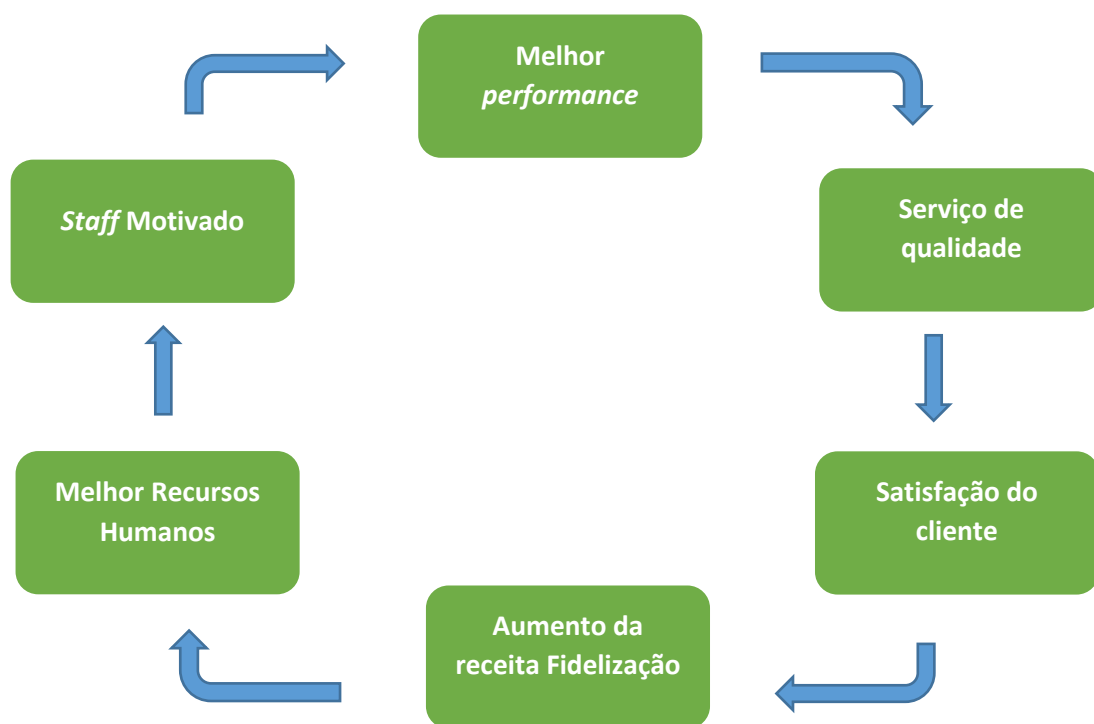 Melhor
performance
Serviço de
qualidade
Satisfação do
cliente
Aumento da
receita Fidelização
Melhor Recursos
Humanos
Staff Motivado